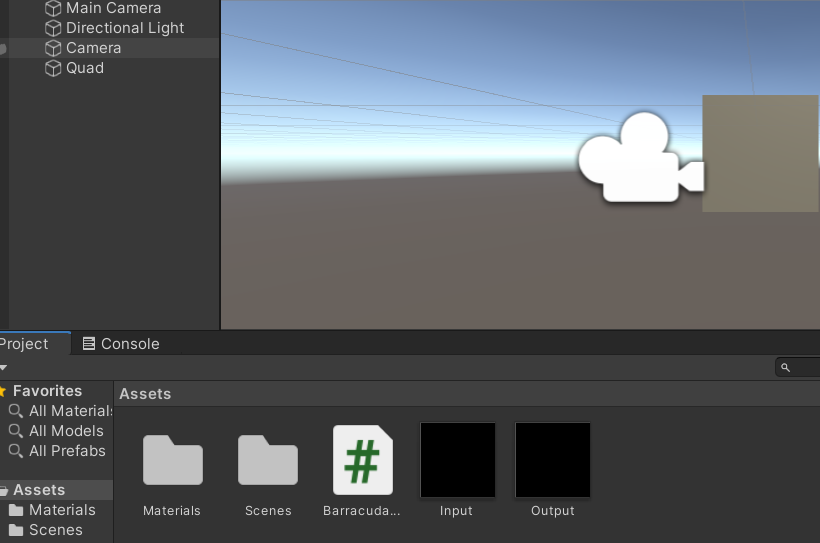 Main Camera
Directional Light
Camera
Quad
Project
Console
Favorites
All Materials
All Models
All Prefabs
Assets
Materials
Scenes
Assets
Materials
Scenes
Barracuda...
Input
Output